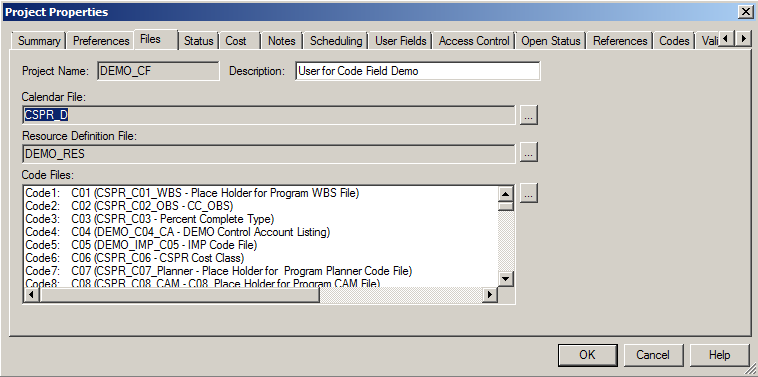 Project Properties
Summary Preferences Files Status Cost Notes Scheduling User Fields Access Control Open Status References Codes Vali
Project Name: DEMO_CF Description: User for Code Field Demo
Calendar File:
CSPR_D
...
Resource Definition File:
DEMO_RES
...
Code Files:
...
Code1: C01 (CSPR_C01_WBS - Place Holder for Program WBS File)
Code2: C02 (CSPR_C02_OBS - CC_OBS)
Code3: C03 (CSPR_C03 - Percent Complete Type)
Code4: C04 (DEMO_C04_CA - DEMO Control Account Listing)
Code5: C05 (DEMO_IMP_C05 - IMP Code File)
Code6: C06 (CSPR_C06 - CSPR Cost Class)
Code7: C07 (CSPR_C07_Planner - Place Holder for  Program Planner Code File)
Code8: C08 (CSPR_C08_CAM - C08_Place Holder for Program CAM File)
OK Cancel Help